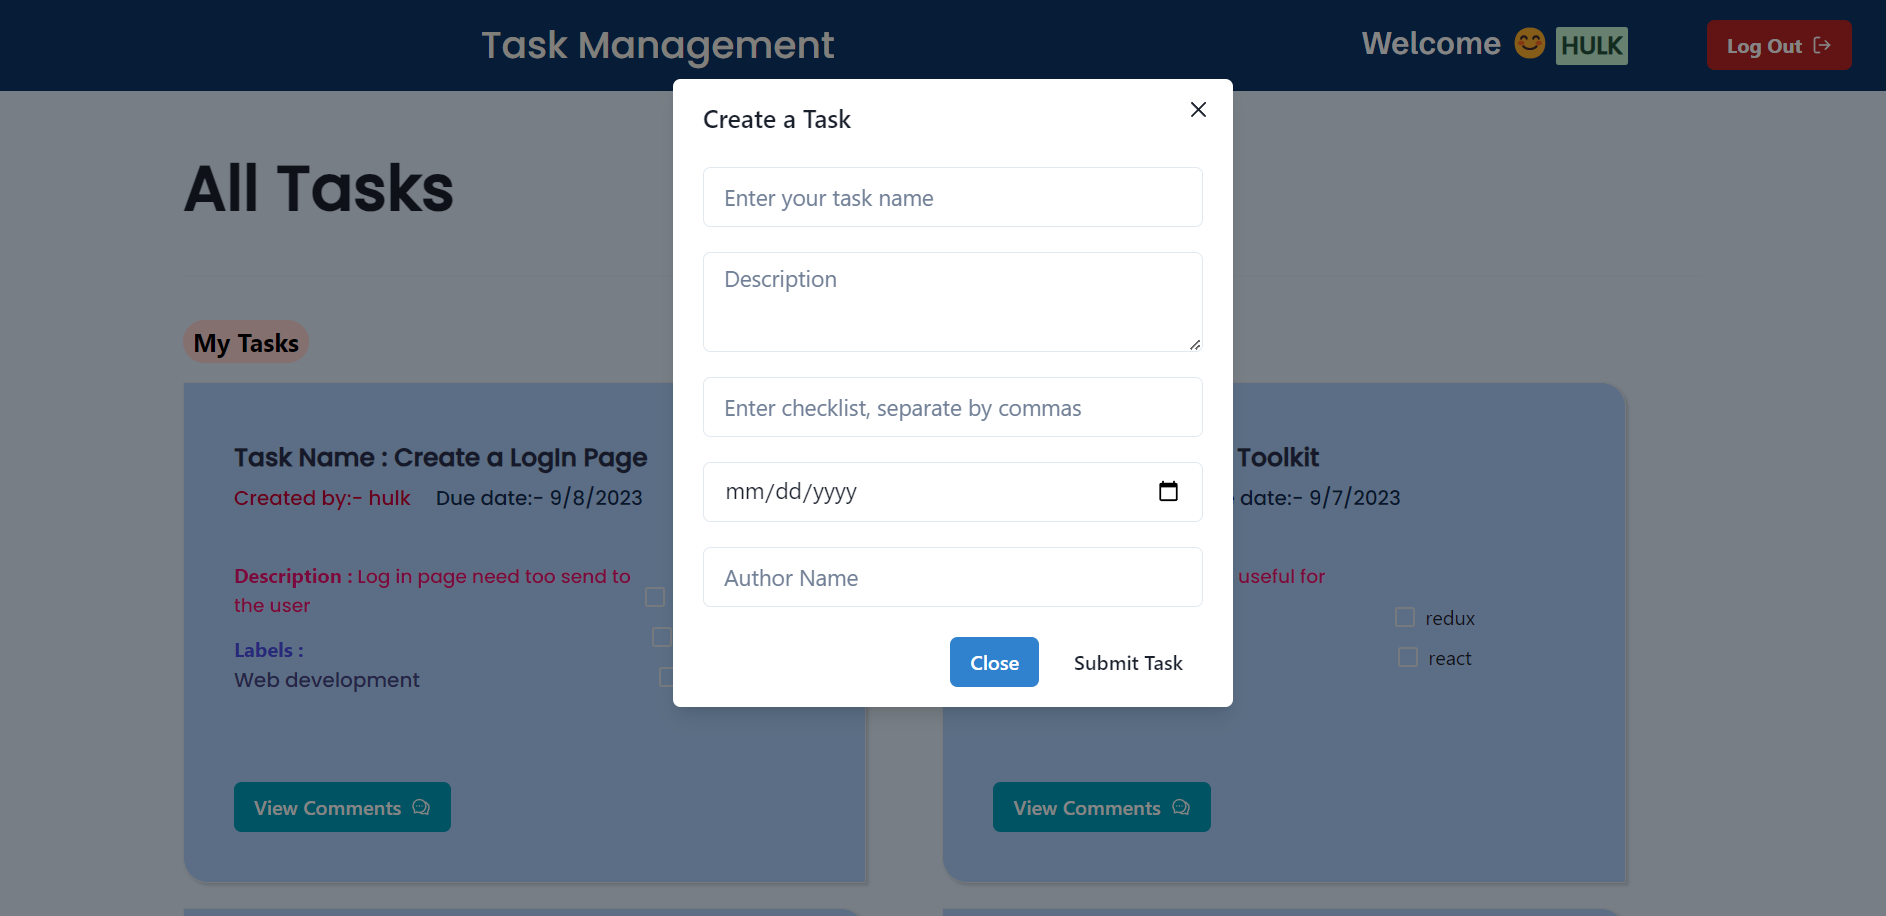 Task Management
Welcome 😊 HULK
Log Out
All Tasks
My Tasks
Task Name : Create a LogIn Page
Created by:- hulk Due date:- 9/8/2023
Description : Log in page need too send to
the user
Labels :
Web development
View Comments
Create a Task
Enter your task name
Description
Enter checklist, separate by commas
mm/dd/yyyy
Author Name
Close
Submit Task
Toolkit
date:- 9/7/2023
useful for
redux
react
View Comments